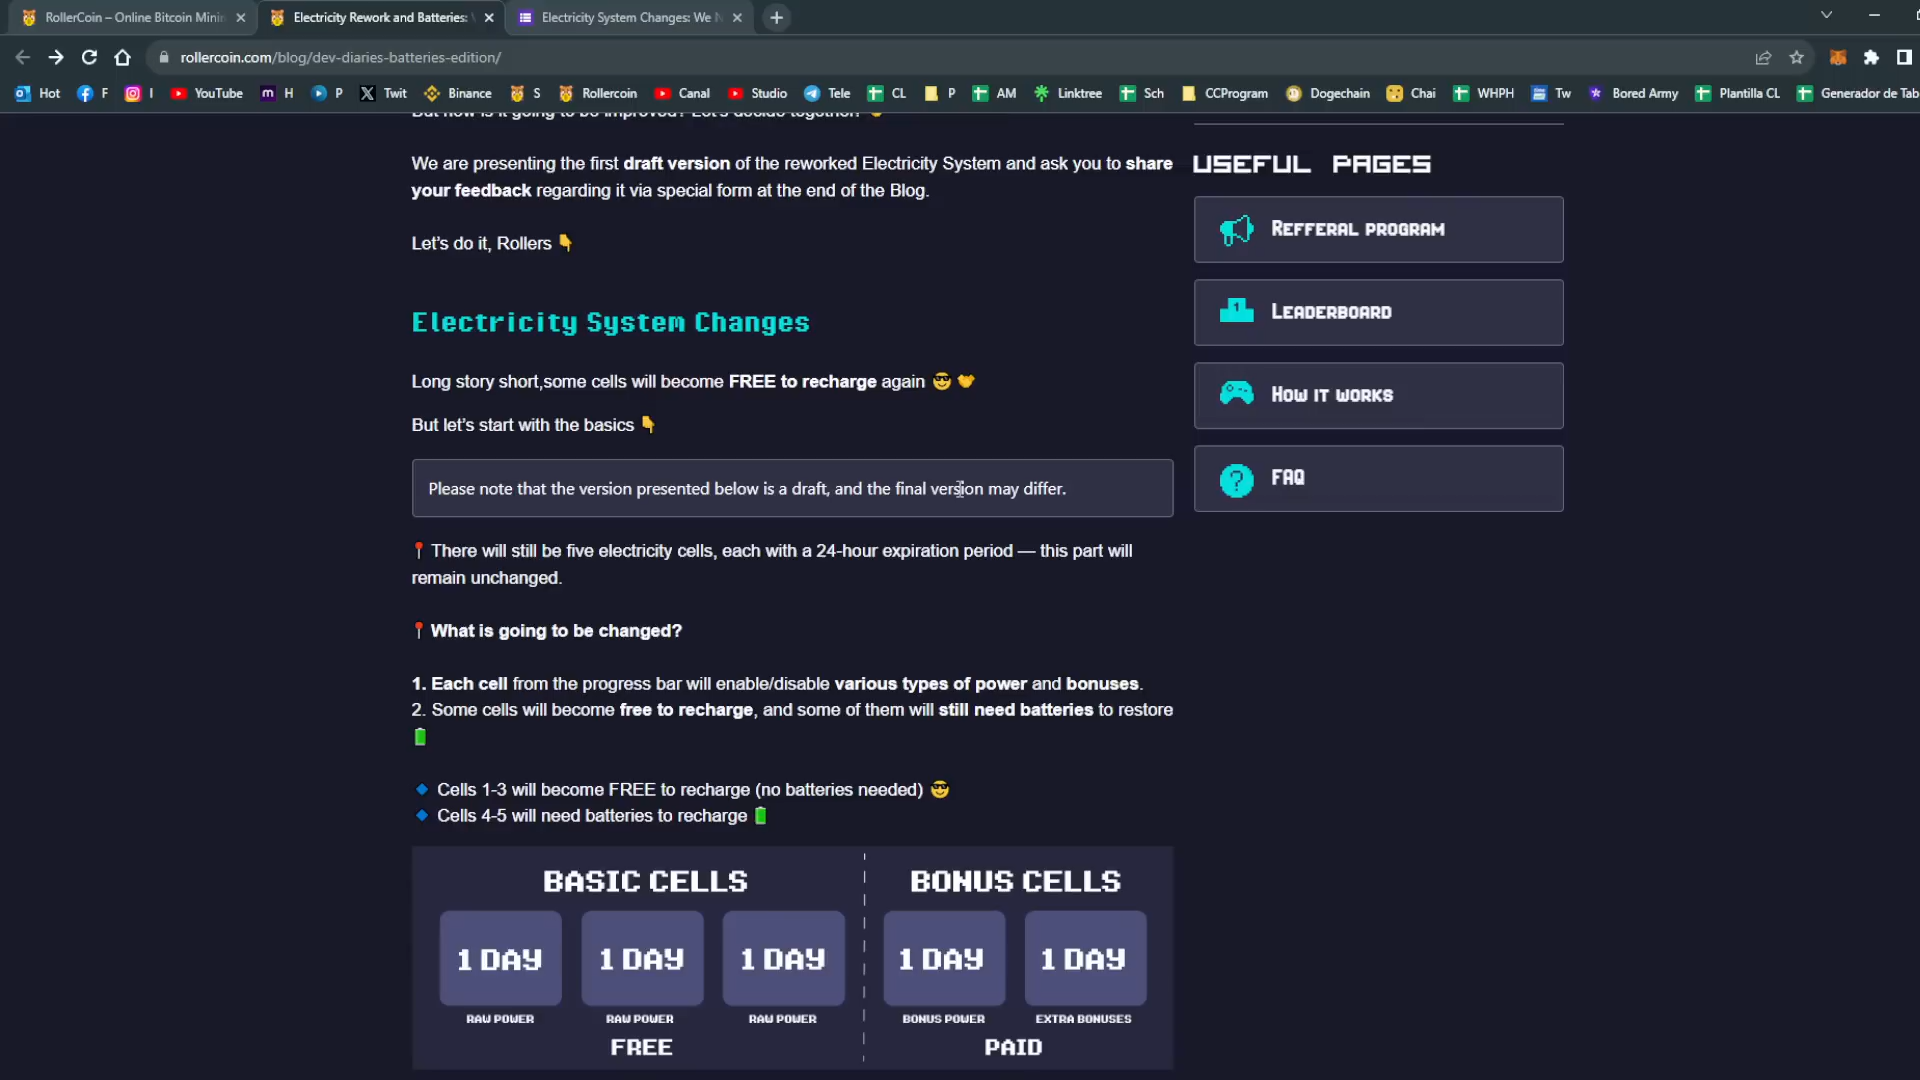 RollerCoin – Online Bitcoin Minin
Electricity Rework and Batteries:
Electricity System Changes: We N
rollercoin.com/blog/dev-diaries-batteries-edition/
Hot F I YouTube H P Twit Binance S Rollercoin Canal Studio Tele CL P AM Linktree Sch CCProgram Dogechain Chai WHPH Tw Bored Army Plantilla CL Generador de Tab
But how is it going to be improved? Let's decide together!
We are presenting the first draft version of the reworked Electricity System and ask you to share
your feedback regarding it via special form at the end of the Blog.
Let's do it, Rollers 👇
Electricity System Changes
Long story short,some cells will become FREE to recharge again 😎 🤝
But let's start with the basics 👇
Please note that the version presented below is a draft, and the final version may differ.
📍 There will still be five electricity cells, each with a 24-hour expiration period — this part will
remain unchanged.
📍 What is going to be changed?
1. Each cell from the progress bar will enable/disable various types of power and bonuses.
2. Some cells will become free to recharge, and some of them will still need batteries to restore
🔋
🔹 Cells 1-3 will become FREE to recharge (no batteries needed) 😎
🔹 Cells 4-5 will need batteries to recharge 🔋
BASIC CELLS
1 DAY 1 DAY 1 DAY
RAW POWER RAW POWER RAW POWER
FREE
BONUS CELLS
1 DAY 1 DAY
BONUS POWER EXTRA BONUSES
PAID
USEFUL PAGES
REFFERAL PROGRAM
LEADERBOARD
HOW IT WORKS
FAQ